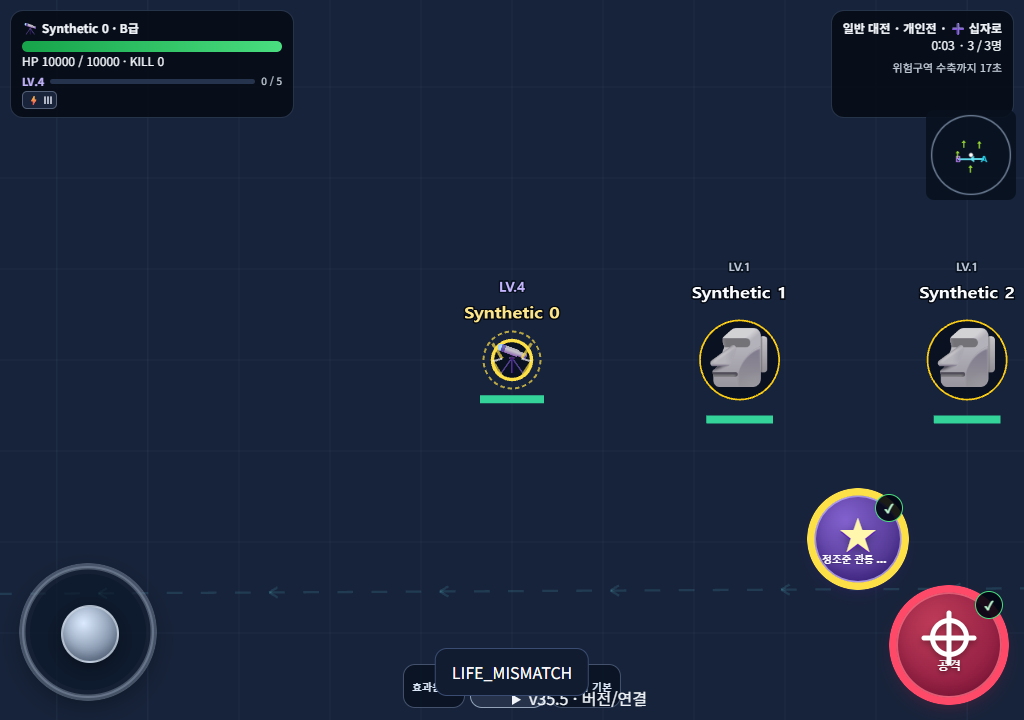 Synthetic 0 · B급
HP 10000 / 10000 · KILL 0
LV.4 0 / 5
III
일반 대전 · 개인전 · 십자로
0:03 · 3 / 3명
위험구역 수축까지 17초
LV.4
Synthetic 0
LV.1
Synthetic 1
LV.1
Synthetic 2
정조준 관통 ...
공격
LIFE_MISMATCH
기본
v35.5 · 버전/연결